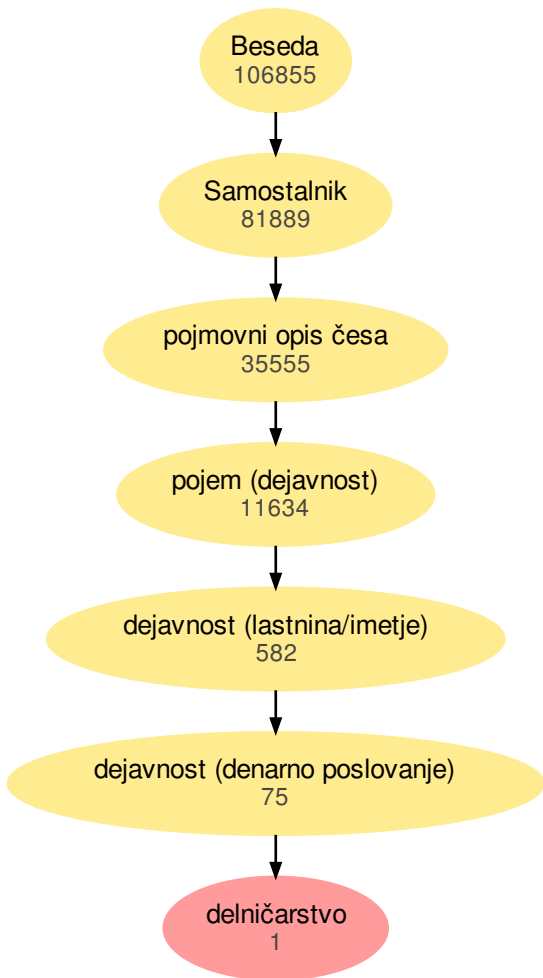 Beseda
106855
Samostalnik
81889
pojmovni opis česa
35555
pojem (dejavnost)
11634
dejavnost (lastnina/imetje)
582
dejavnost (denarno poslovanje)
75
delničarstvo
1